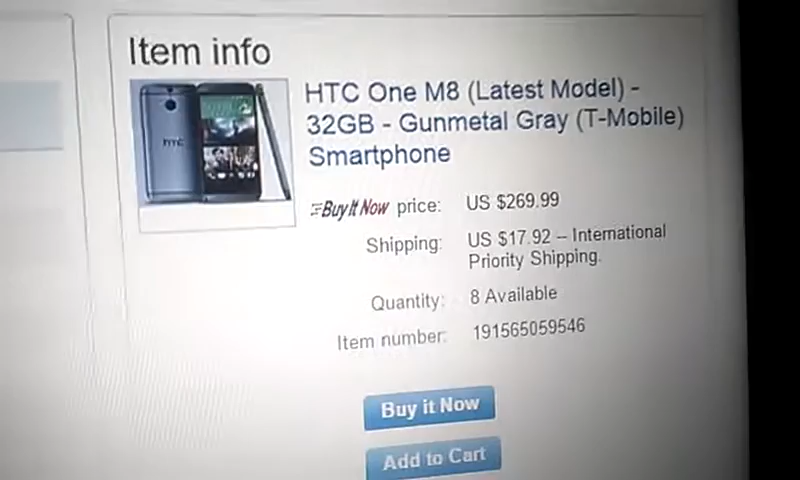 Item info
HTC One M8 (Latest Model) -
32GB - Gunmetal Gray (T-Mobile)
Smartphone
hTC
Buy It Now price: US $269.99
Shipping: US $17.92 – International
Priority Shipping.
Quantity: 8 Available
Item number: 191565059546
Buy it Now
Add to Cart